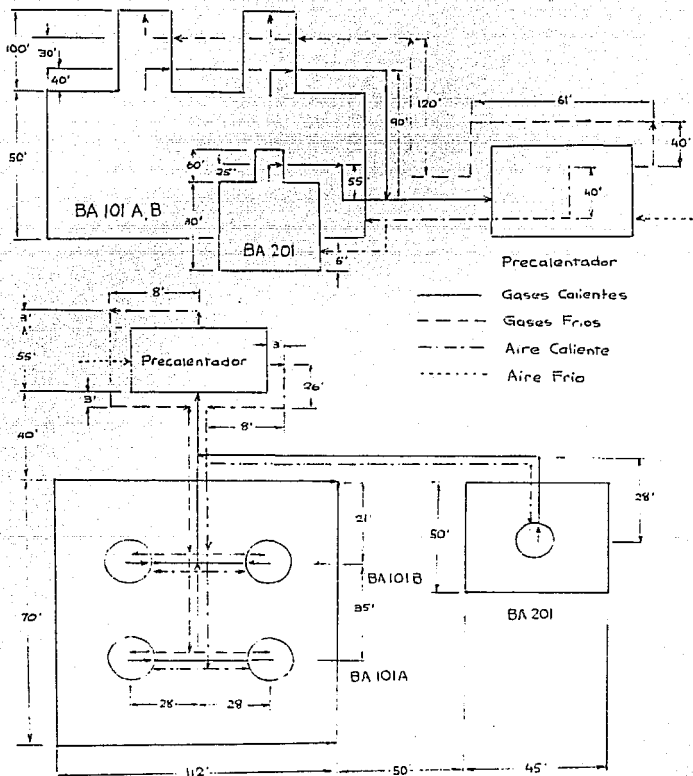 100'
30'
40'
50'
60'
25'
55
90'
120'
61'
40'
40'
6'
BA 101 A, B
BA 201
Precalentador
Gases Calientes
Gases Frios
Aire Caliente
Aire Frio
8'
3'
55'
3'
40'
Precalentador
3'
26'
8'
28'
21'
50'
35'
70'
BA 101 B
BA 101 A
BA 201
28
28
112'
50
45'